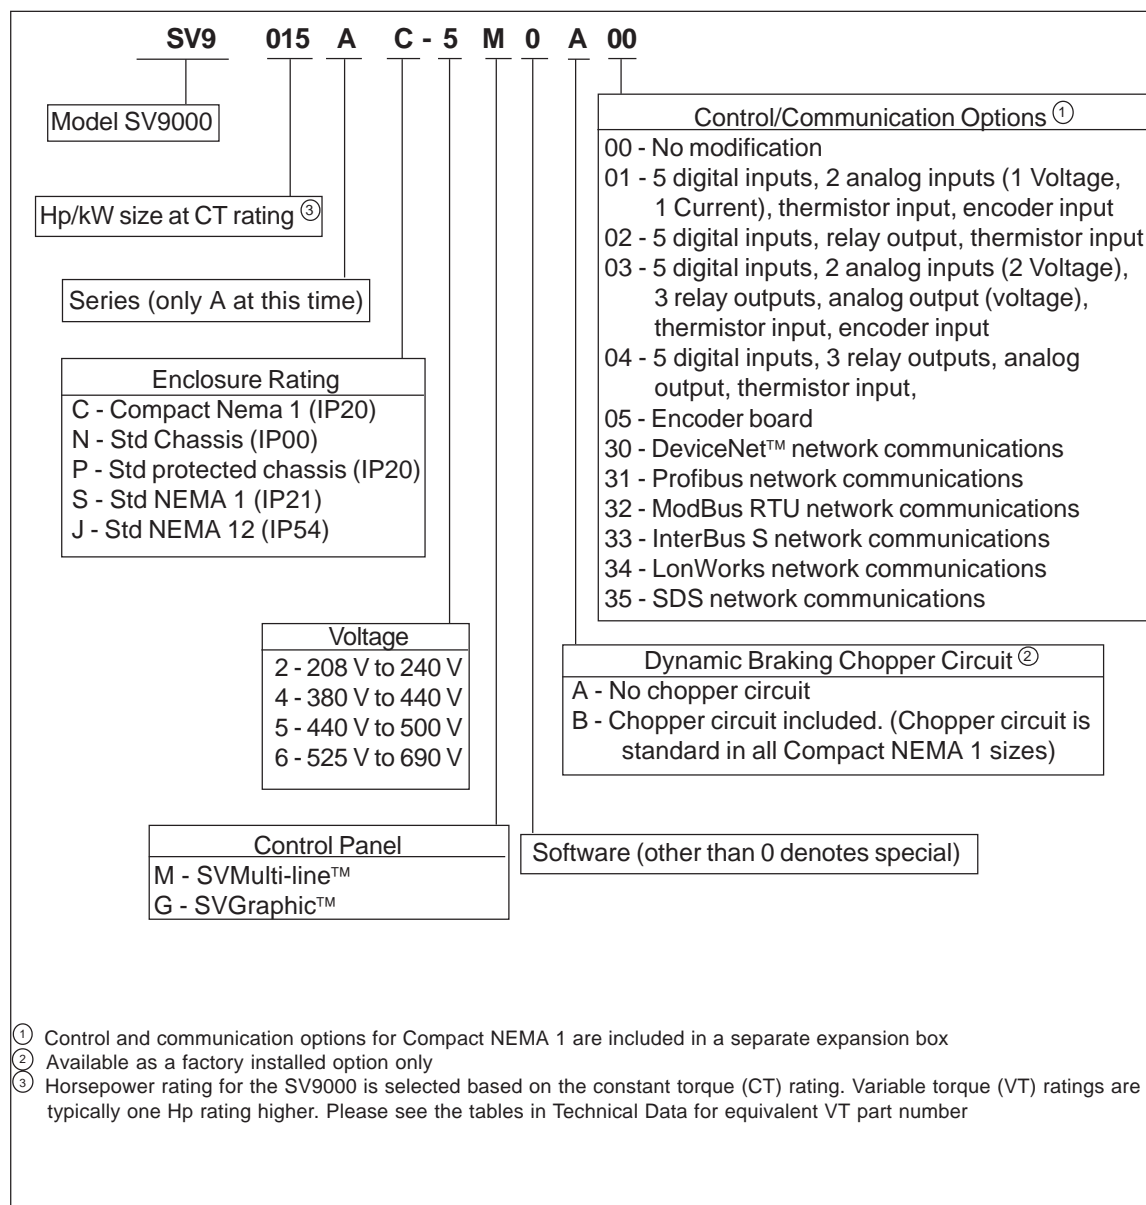 SV9 015 A C - 5 M 0 A 00
Model SV9000
Hp/kW size at CT rating ③
Series (only A at this time)
Enclosure Rating
C - Compact Nema 1 (IP20)
N - Std Chassis (IP00)
P - Std protected chassis (IP20)
S - Std NEMA 1 (IP21)
J - Std NEMA 12 (IP54)
Voltage
2 - 208 V to 240 V
4 - 380 V to 440 V
5 - 440 V to 500 V
6 - 525 V to 690 V
Control Panel
M - SVMulti-line™
G - SVGraphic™
Software (other than 0 denotes special)
Dynamic Braking Chopper Circuit ②
A - No chopper circuit
B - Chopper circuit included. (Chopper circuit is
standard in all Compact NEMA 1 sizes)
Control/Communication Options ①
00 - No modification
01 - 5 digital inputs, 2 analog inputs (1 Voltage,
1 Current), thermistor input, encoder input
02 - 5 digital inputs, relay output, thermistor input
03 - 5 digital inputs, 2 analog inputs (2 Voltage),
3 relay outputs, analog output (voltage),
thermistor input, encoder input
04 - 5 digital inputs, 3 relay outputs, analog
output, thermistor input,
05 - Encoder board
30 - DeviceNet™ network communications
31 - Profibus network communications
32 - ModBus RTU network communications
33 - InterBus S network communications
34 - LonWorks network communications
35 - SDS network communications
① Control and communication options for Compact NEMA 1 are included in a separate expansion box
② Available as a factory installed option only
③ Horsepower rating for the SV9000 is selected based on the constant torque (CT) rating. Variable torque (VT) ratings are
typically one Hp rating higher. Please see the tables in Technical Data for equivalent VT part number